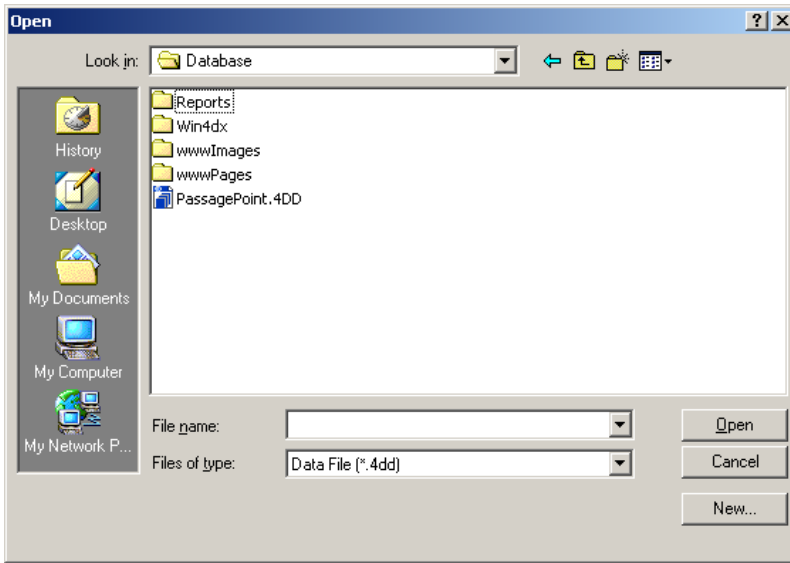 Open
Look in: Database
History
Desktop
My Documents
My Computer
My Network P...
Reports
Win4dx
wwwImages
wwwPages
PassagePoint.4DD
File name:
Open
Files of type: Data File (*.4dd)
Cancel
New...